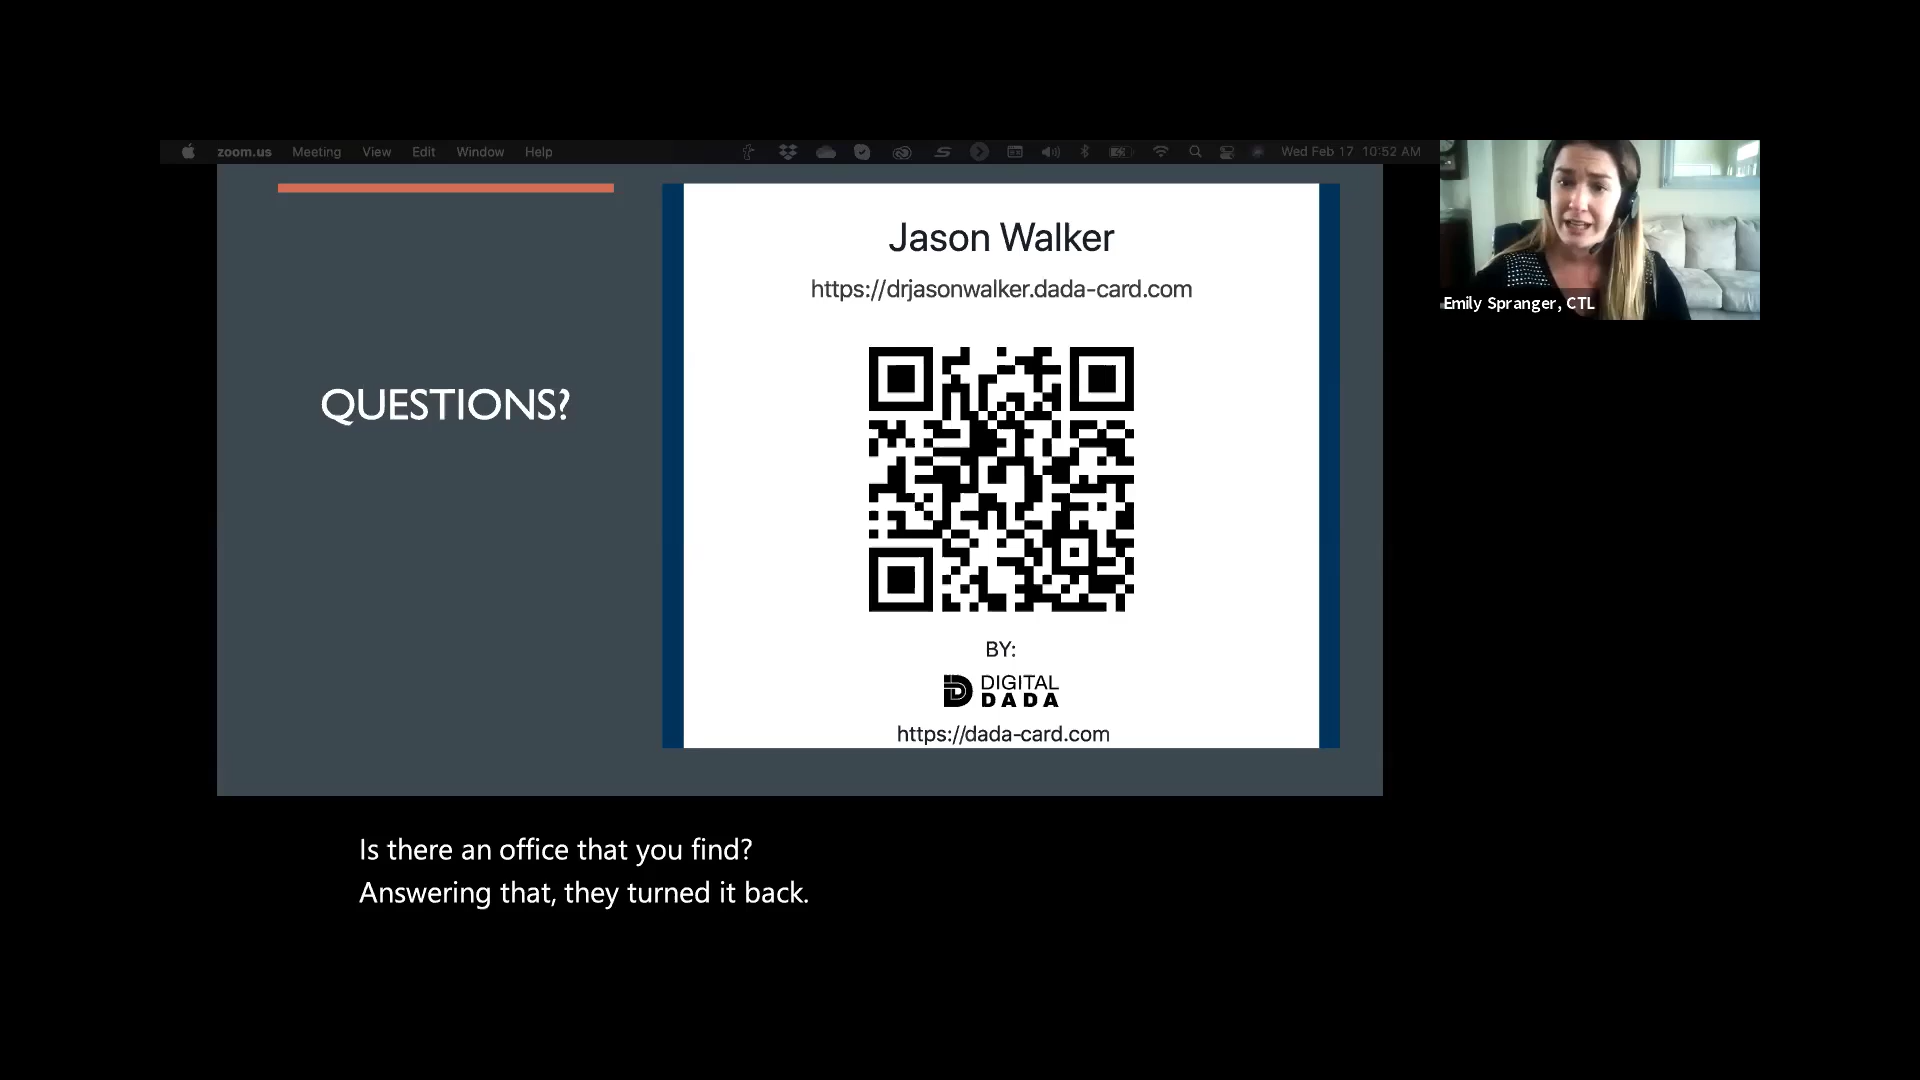 zoom.us Meeting View Edit Window Help Wed Feb 17 10:52 AM
QUESTIONS?
Jason Walker
https://drjasonwalker.dada-card.com
BY:
DIGITAL
DADA
https://dada-card.com
Emily Spranger, CTL
Is there an office that you find?
Answering that, they turned it back.